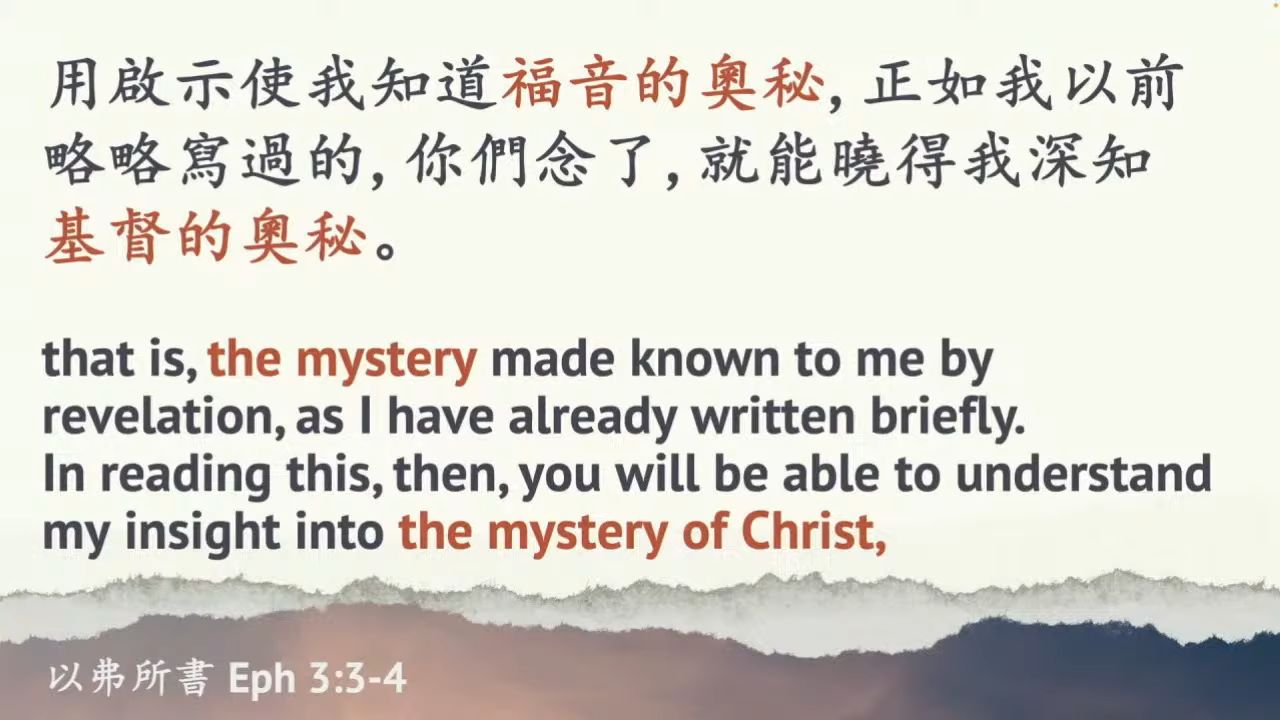 用啟示使我知道福音的奧秘, 正如我以前
略略寫過的, 你們念了, 就能曉得我深知
基督的奧秘。
that is, the mystery made known to me by
revelation, as I have already written briefly.
In reading this, then, you will be able to understand
my insight into the mystery of Christ,
以弗所書 Eph 3:3-4